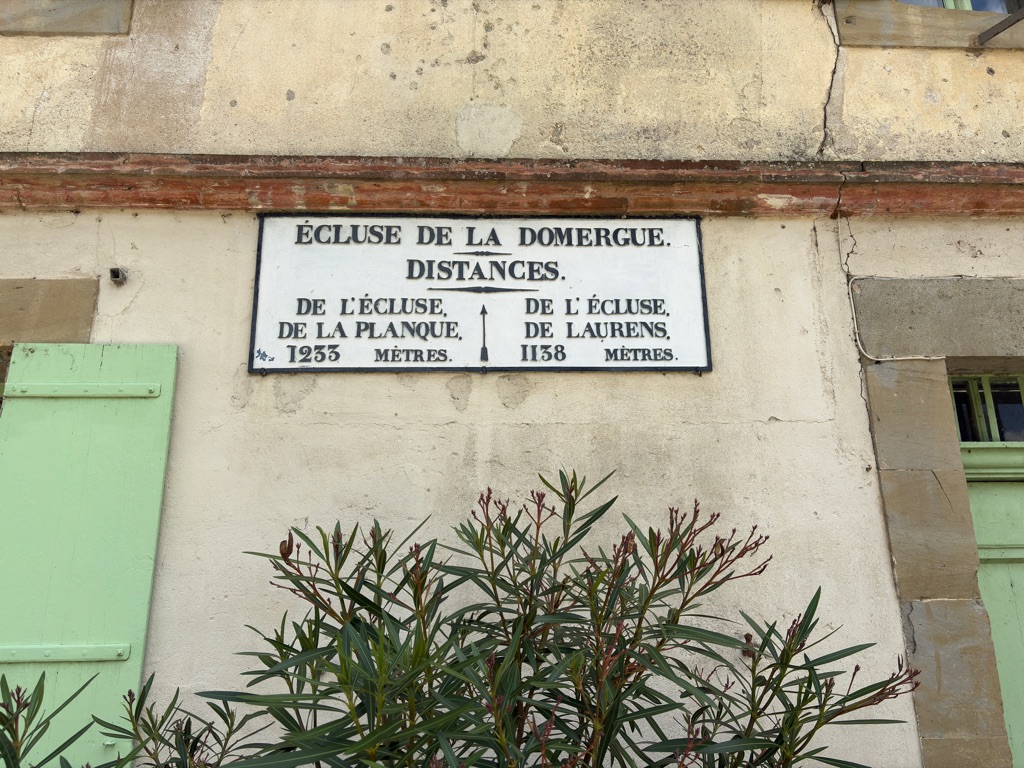 ÉCLUSE DE LA DOMERGUE.
DISTANCES.
DE L'ÉCLUSE,
DE LA PLANQUE,
1233 MÈTRES.
DE L'ÉCLUSE,
DE LAURENS,
1138 MÈTRES.